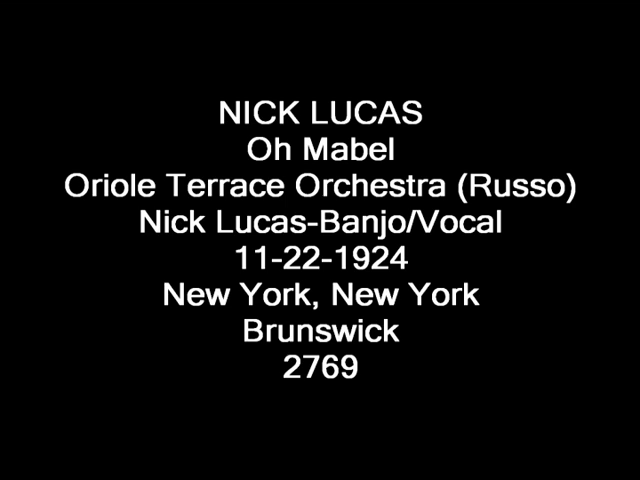 NICK LUCAS
Oh Mabel
Oriole Terrace Orchestra (Russo)
Nick Lucas-Banjo/Vocal
11-22-1924
New York, New York
Brunswick
2769